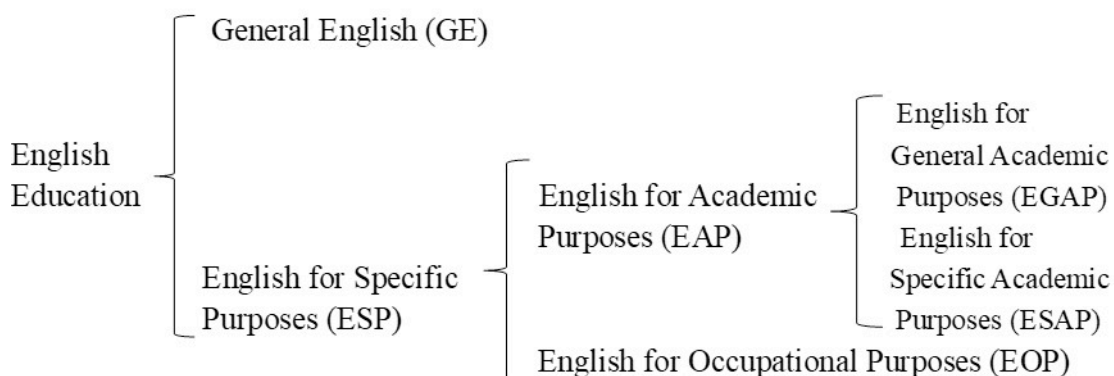 General English (GE)
English
Education
English for Specific
Purposes (ESP)
English for Academic
Purposes (EAP)
English for
General Academic
Purposes (EGAP)
English for
Specific Academic
Purposes (ESAP)
English for Occupational Purposes (EOP)